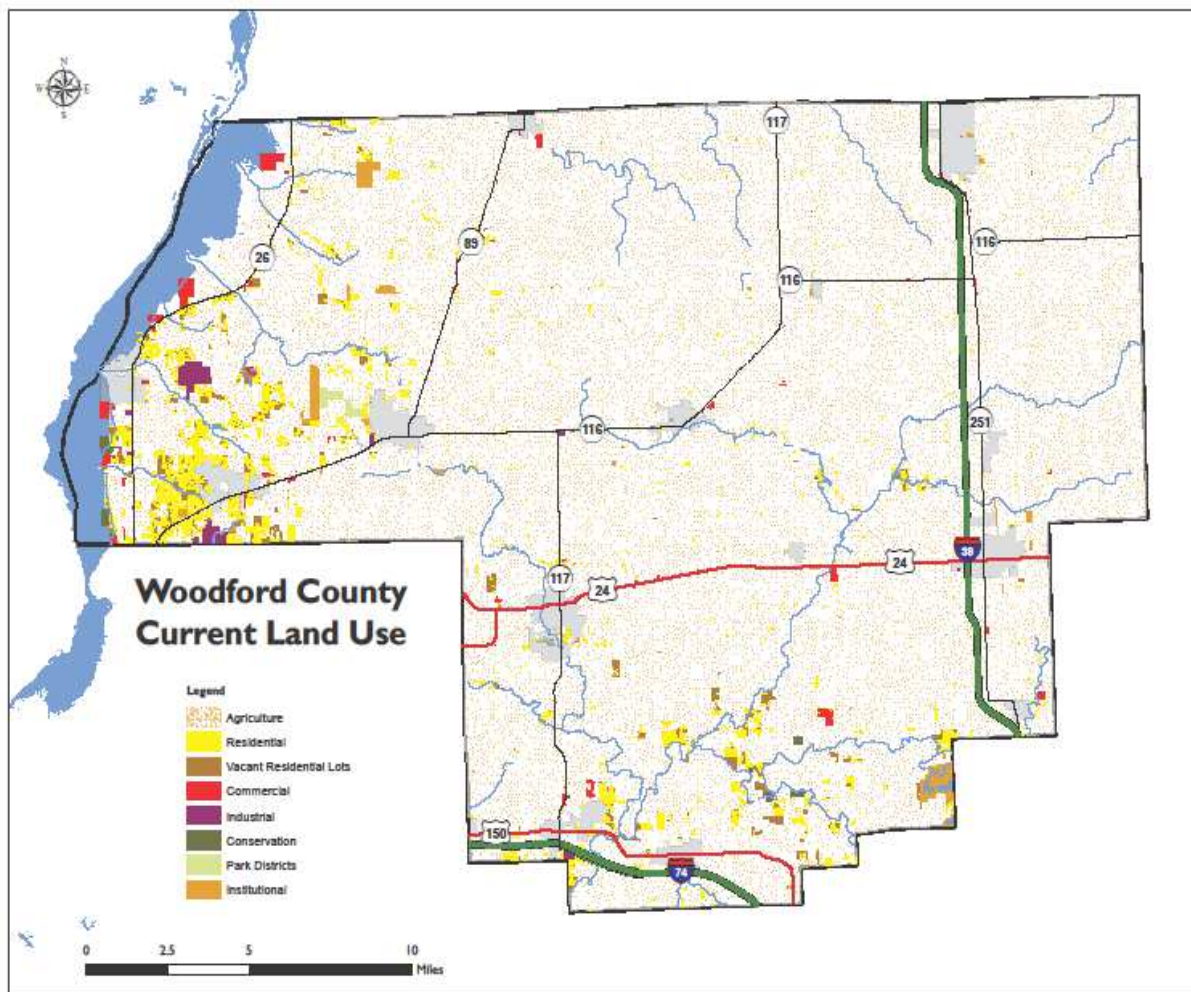 N
W E
S
117
26
89
116
116
116
251
117
24
38
24
Woodford County
Current Land Use
Legend
Agriculture
Residential
Vacant Residential Lots
Commercial
Industrial
Conservation
Park Districts
Institutional
150
74
0 2.5 5 10
Miles